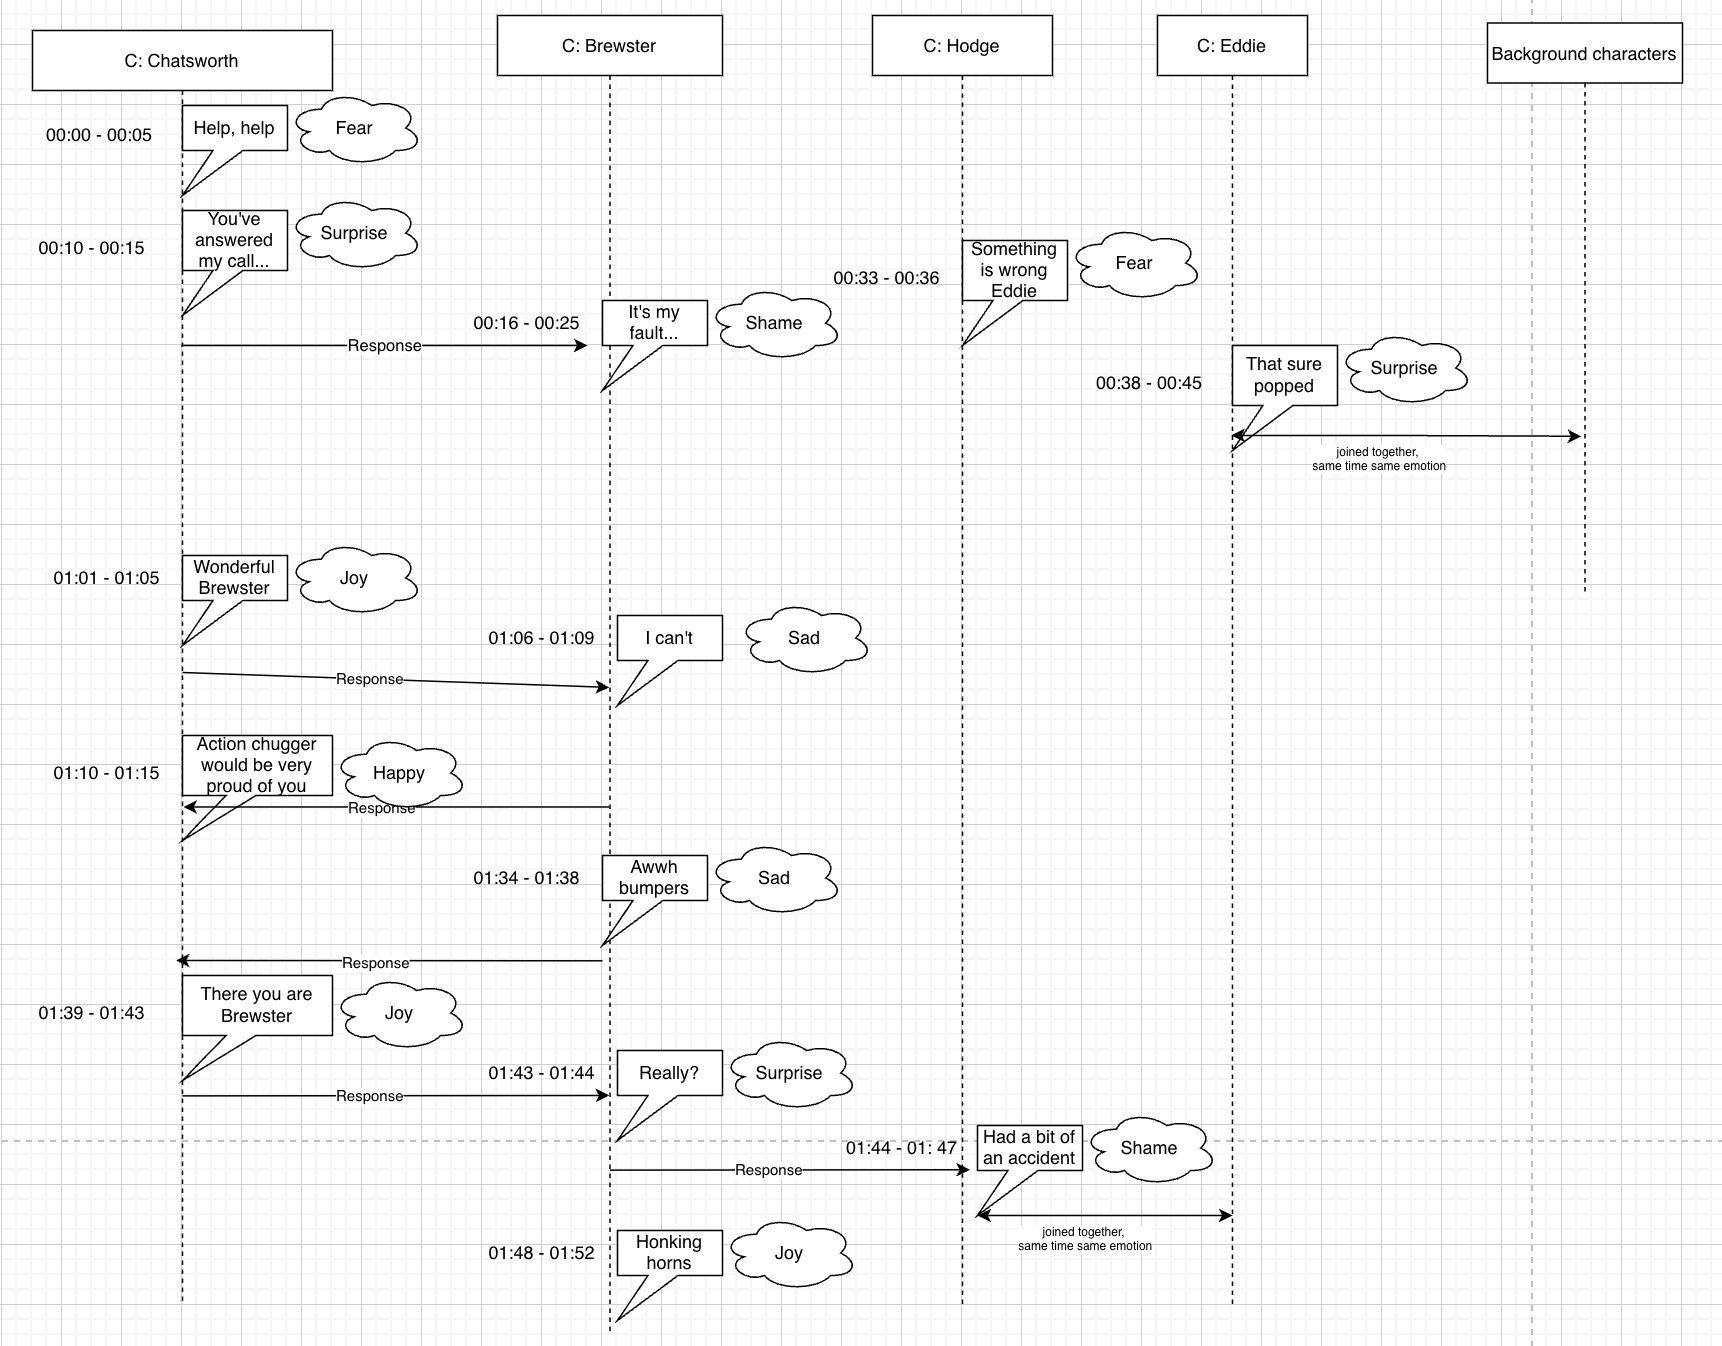 C: Chatsworth
C: Brewster
C: Hodge
C: Eddie
Background characters
00:00 - 00:05
Help, help
Fear
00:10 - 00:15
You've
answered
my call...
Surprise
00:33 - 00:36
Something
is wrong
Eddie
Fear
00:16 - 00:25
It's my
fault...
Shame
Response
00:38 - 00:45
That sure
popped
Surprise
joined together,
same time same emotion
01:01 - 01:05
Wonderful
Brewster
Joy
01:06 - 01:09
I can't
Sad
Response
01:10 - 01:15
Action chugger
would be very
proud of you
Happy
Response
01:34 - 01:38
Awwh
bumpers
Sad
Response
01:39 - 01:43
There you are
Brewster
Joy
01:43 - 01:44
Really?
Surprise
Response
01:44 - 01: 47
Had a bit of
an accident
Shame
Response
joined together,
same time same emotion
01:48 - 01:52
Honking
horns
Joy